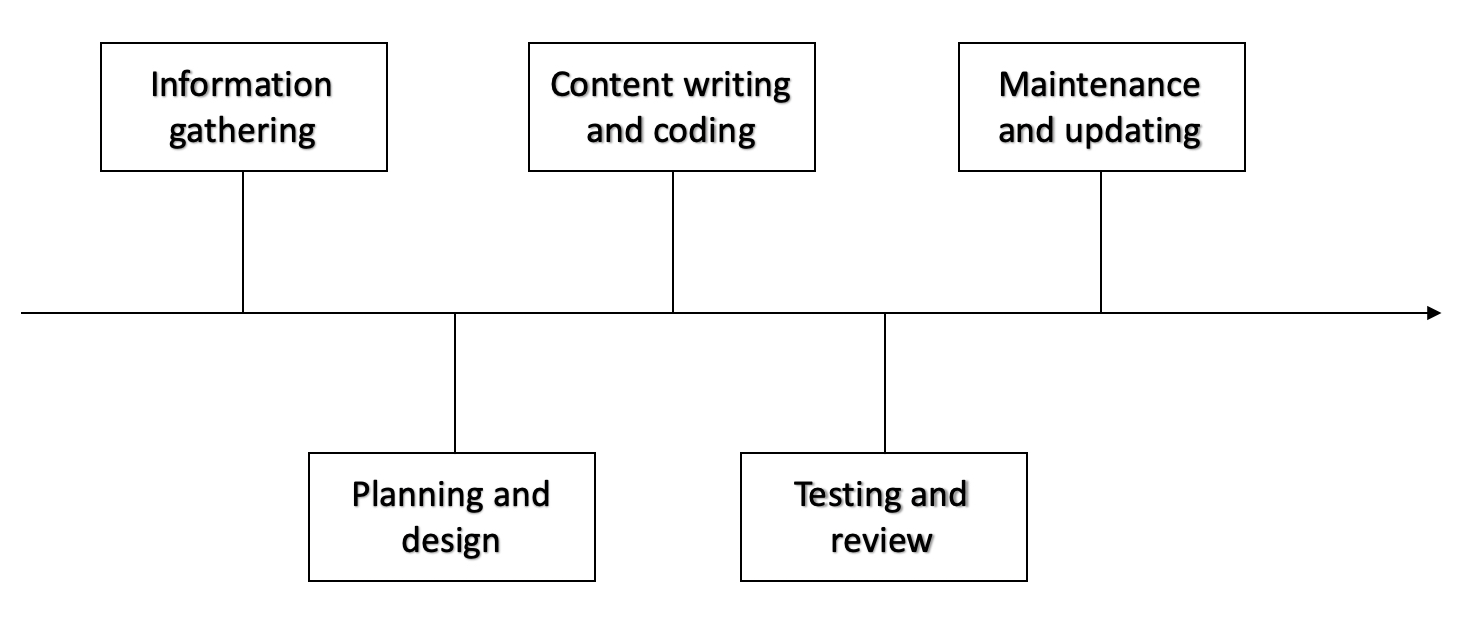 Information
gathering
Content writing
and coding
Maintenance
and updating
Planning and
design
Testing and
review